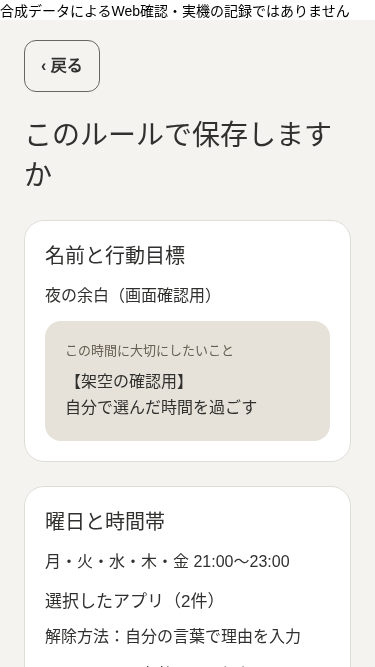 合成データによるWeb確認・実機の記録ではありません
‹ 戻る
このルールで保存します
か
名前と行動目標
夜の余白（画面確認用）
この時間に大切にしたいこと
【架空の確認用】
自分で選んだ時間を過ごす
曜日と時間帯
月・火・水・木・金 21:00〜23:00
選択したアプリ（2件）
解除方法：自分の言葉で理由を入力